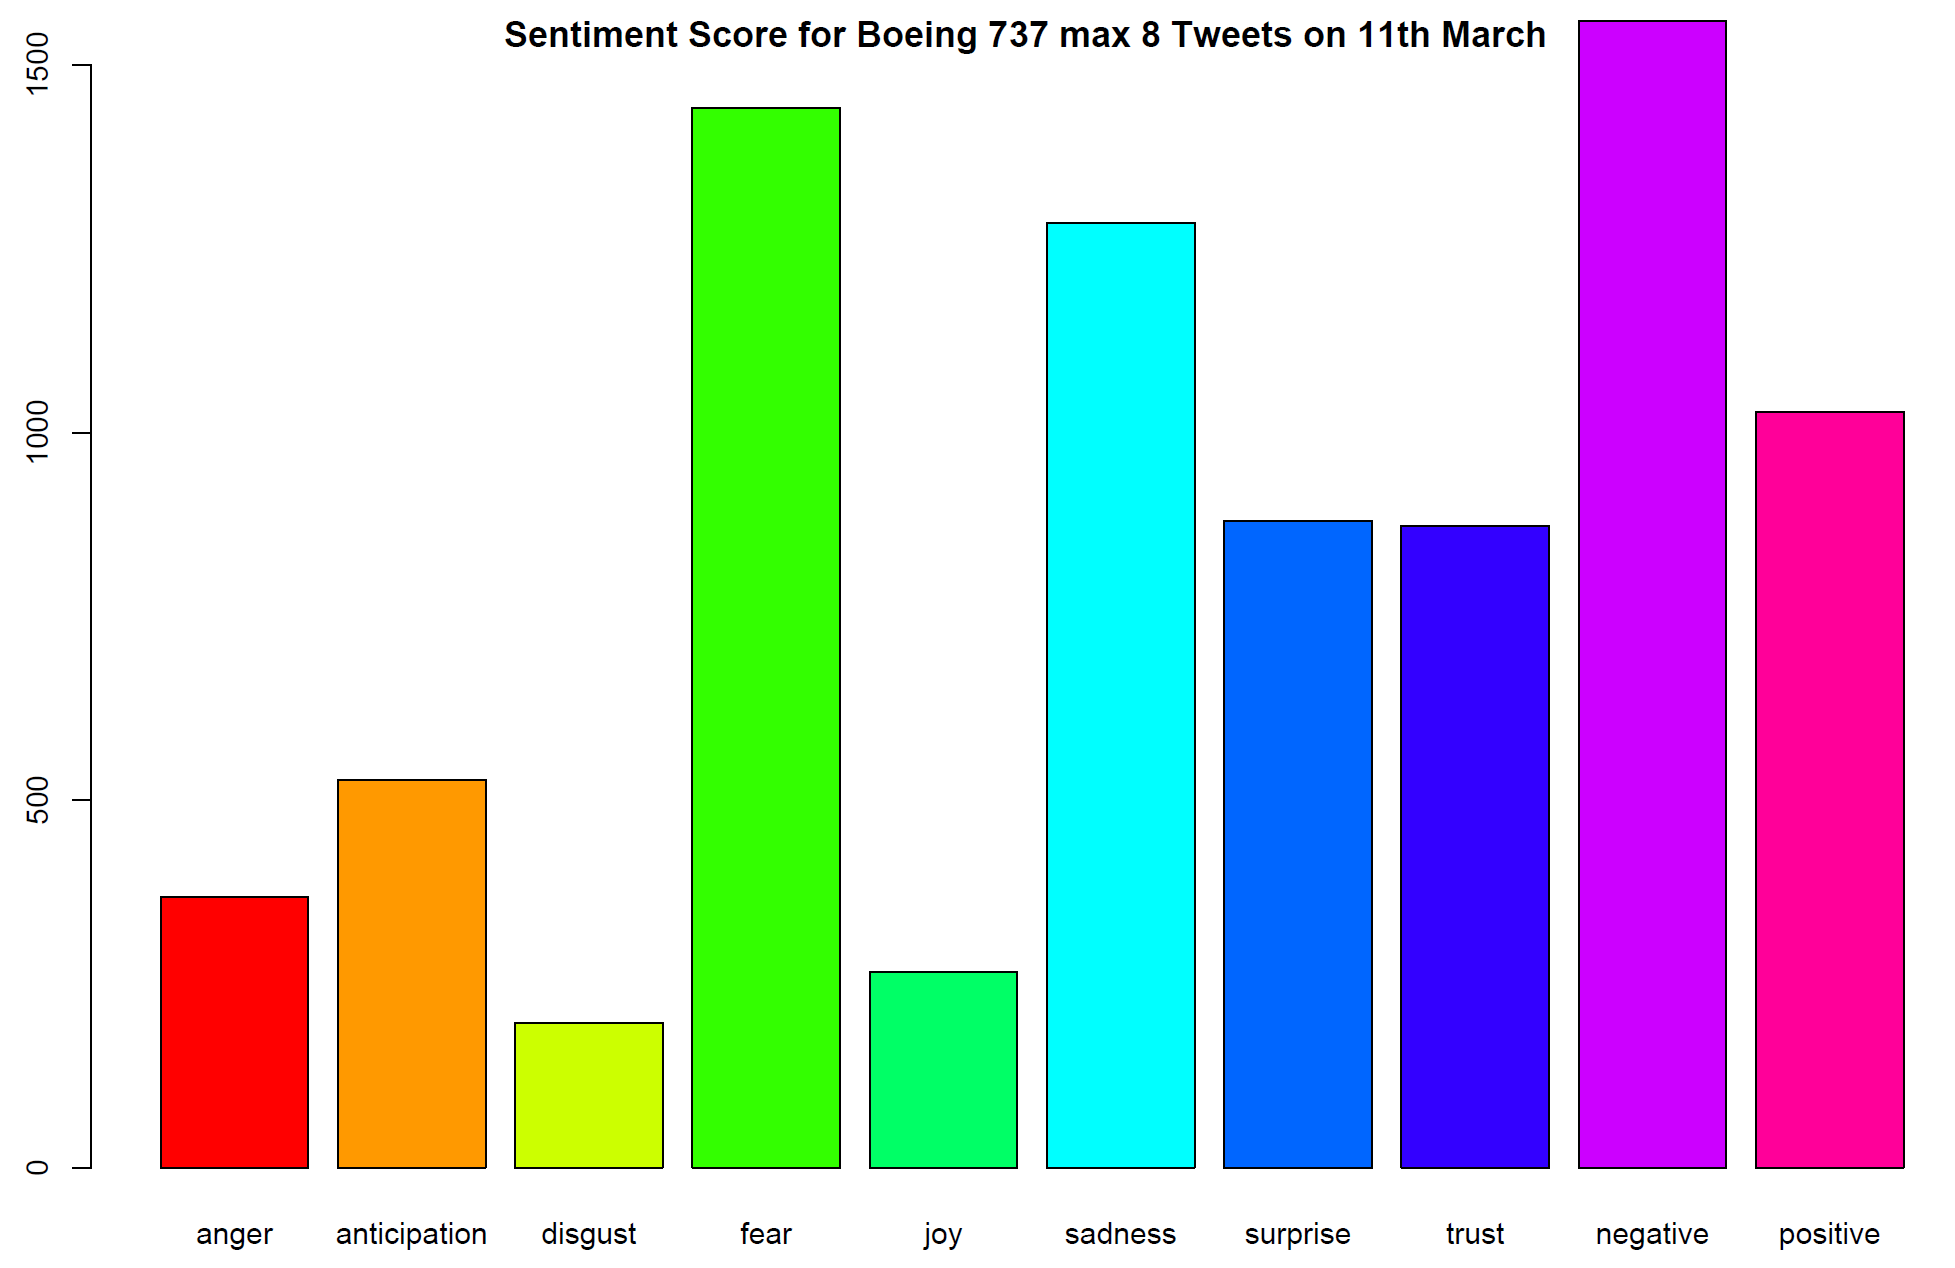 Sentiment Score for Boeing 737 max 8 Tweets on 11th March
1500
1000
500
0
anger anticipation disgust fear joy sadness surprise trust negative positive